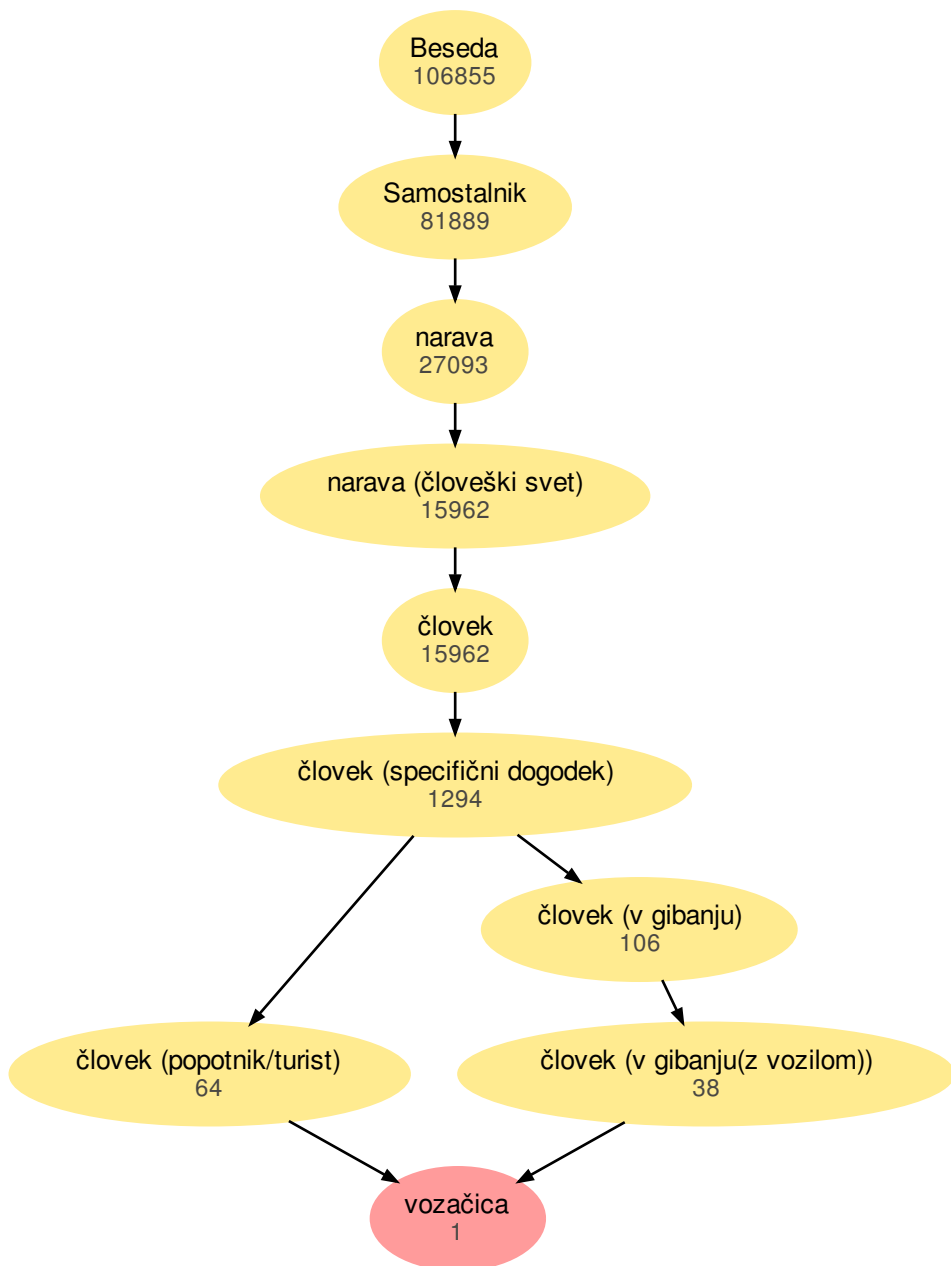 Beseda
106855
Samostalnik
81889
narava
27093
narava (človeški svet)
15962
človek
15962
človek (specifični dogodek)
1294
človek (v gibanju)
106
človek (popotnik/turist)
64
človek (v gibanju(z vozilom))
38
vozačica
1